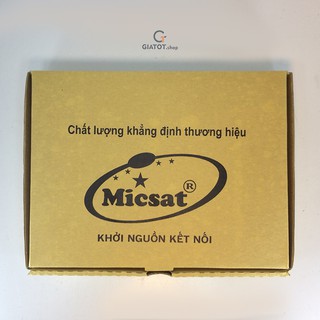 GIATOT.shop
Chất lượng khẳng định thương hiệu
Micsat®
KHỞI NGUỒN KẾT NỐI